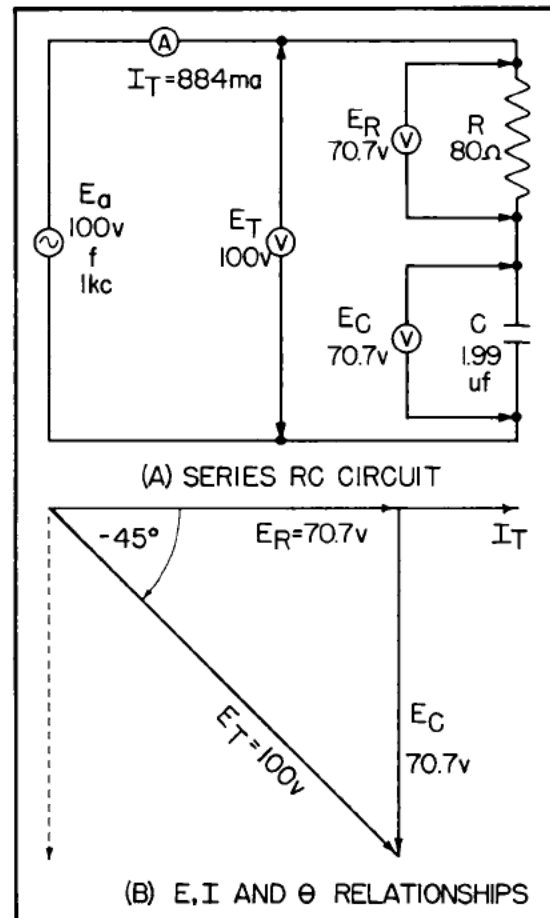 A
I_T=884ma
E_a
100v
f
1kc
E_T
V
100v
E_R
70.7v
V
R
80Ω
E_C
70.7v
V
C
1.99
uf
(A) SERIES RC CIRCUIT
-45°
E_R=70.7v
I_T
E_T=100v
E_C
70.7v
(B) E,I AND θ RELATIONSHIPS